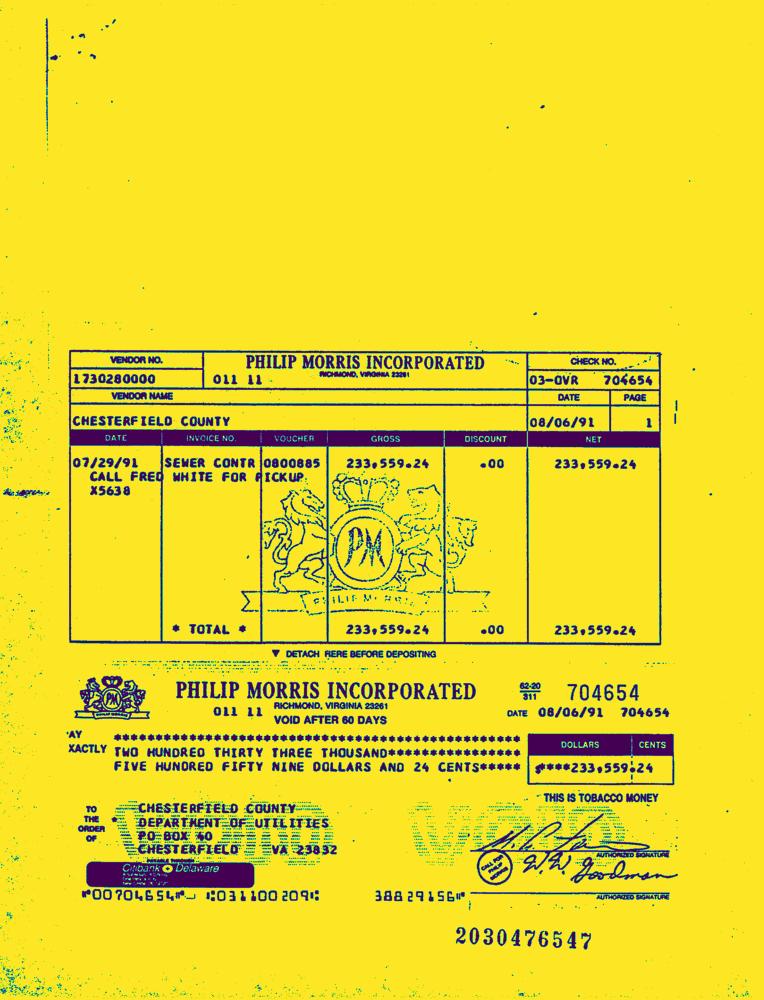 VENDOR NO.
PHILIP MORRIS INCORPORATED
CHECK NO.
1730280000
011 11
RICHMOND, VIRGINIA 23261
03-OVR 704654
VENDOR NAME
DATE PAGE
CHESTERFIELD COUNTY
08/06/91 1
DATE INVOICE NO. VOUCHER GROSS DISCOUNT NET
07/29/91 SEWER CONTR 0800885 233,559.24 .00 233,559.24
CALL FRED WHITE FOR PICKUP
X5638
PM
PHILIP MORRIS
* TOTAL * 233,559.24 .00 233,559.24
▼ DETACH HERE BEFORE DEPOSITING
PM
PHILIP MORRIS INCORPORATED
62-20
311
704654
011 11
RICHMOND, VIRGINIA 23261
VOID AFTER 60 DAYS
DATE 08/06/91 704654
AY
XACTLY
TWO HUNDRED THIRTY THREE THOUSAND******************
FIVE HUNDRED FIFTY NINE DOLLARS AND 24 CENTS*****
DOLLARS CENTS
$****233,559.24
THIS IS TOBACCO MONEY
TO
THE
ORDER
OF
CHESTERFIELD COUNTY
DEPARTMENT OF UTILITIES
PO BOX 40
CHESTERFIELD VA 23832
AUTHORIZED SIGNATURE
W. W. Goodman
Citibank Delaware
⑈00704654⑈ ⑆031100209⑆ 38829156⑈
AUTHORIZED SIGNATURE
2030476547